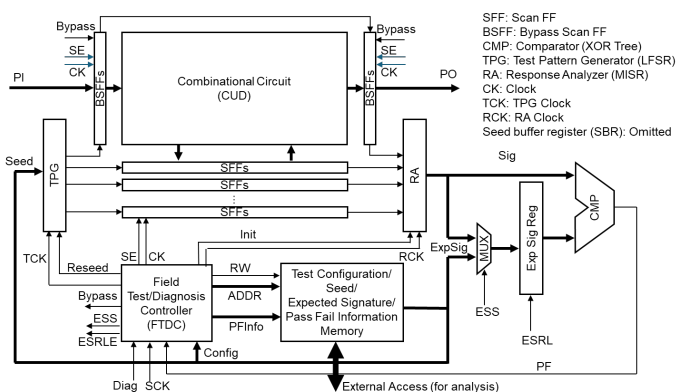 Bypass
SE
CK
PI
BSFFs
Combinational Circuit
(CUD)
BSFFs
Bypass
SE
CK
PO
SFF: Scan FF
BSFF: Bypass Scan FF
CMP: Comparator (XOR Tree)
TPG: Test Pattern Generator (LFSR)
RA: Response Analyzer (MISR)
CK: Clock
TCK: TPG Clock
RCK: RA Clock
Seed buffer register (SBR): Omitted
Seed
TPG
SFFs
SFFs
⋮
SFFs
RA
Sig
CMP
ExpSig
MUX
Exp Sig Reg
ESS
ESRL
PF
TCK
Reseed
SE
CK
Init
RCK
Field
Test/Diagnosis
Controller
(FTDC)
RW
ADDR
PFInfo
Test Configuration/
Seed/
Expected Signature/
Pass Fail Information
Memory
Bypass
ESS
ESRLE
Config
Diag
SCK
External Access (for analysis)